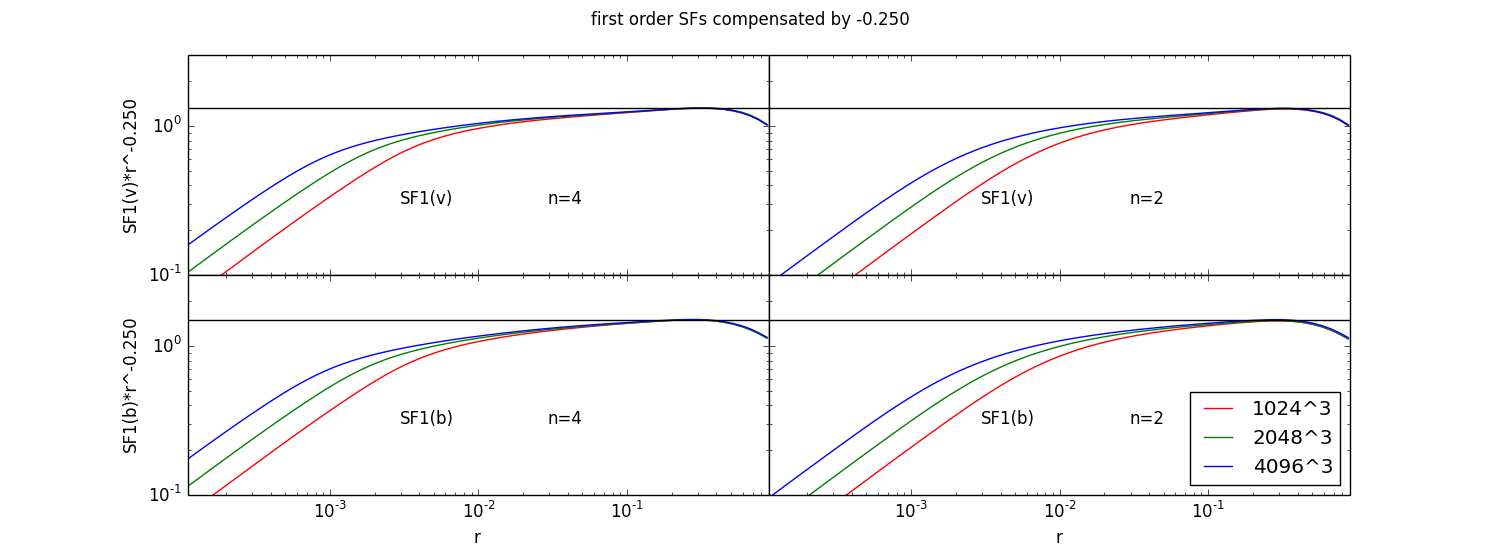 first order SFs compensated by -0.250
SF1(v)*r^-0.250
10^0
10^-1
SF1(v) n=4
SF1(v) n=2
SF1(b)*r^-0.250
10^0
10^-1
SF1(b) n=4
SF1(b) n=2
1024^3
2048^3
4096^3
10^-3 10^-2 10^-1
10^-3 10^-2 10^-1
r
r